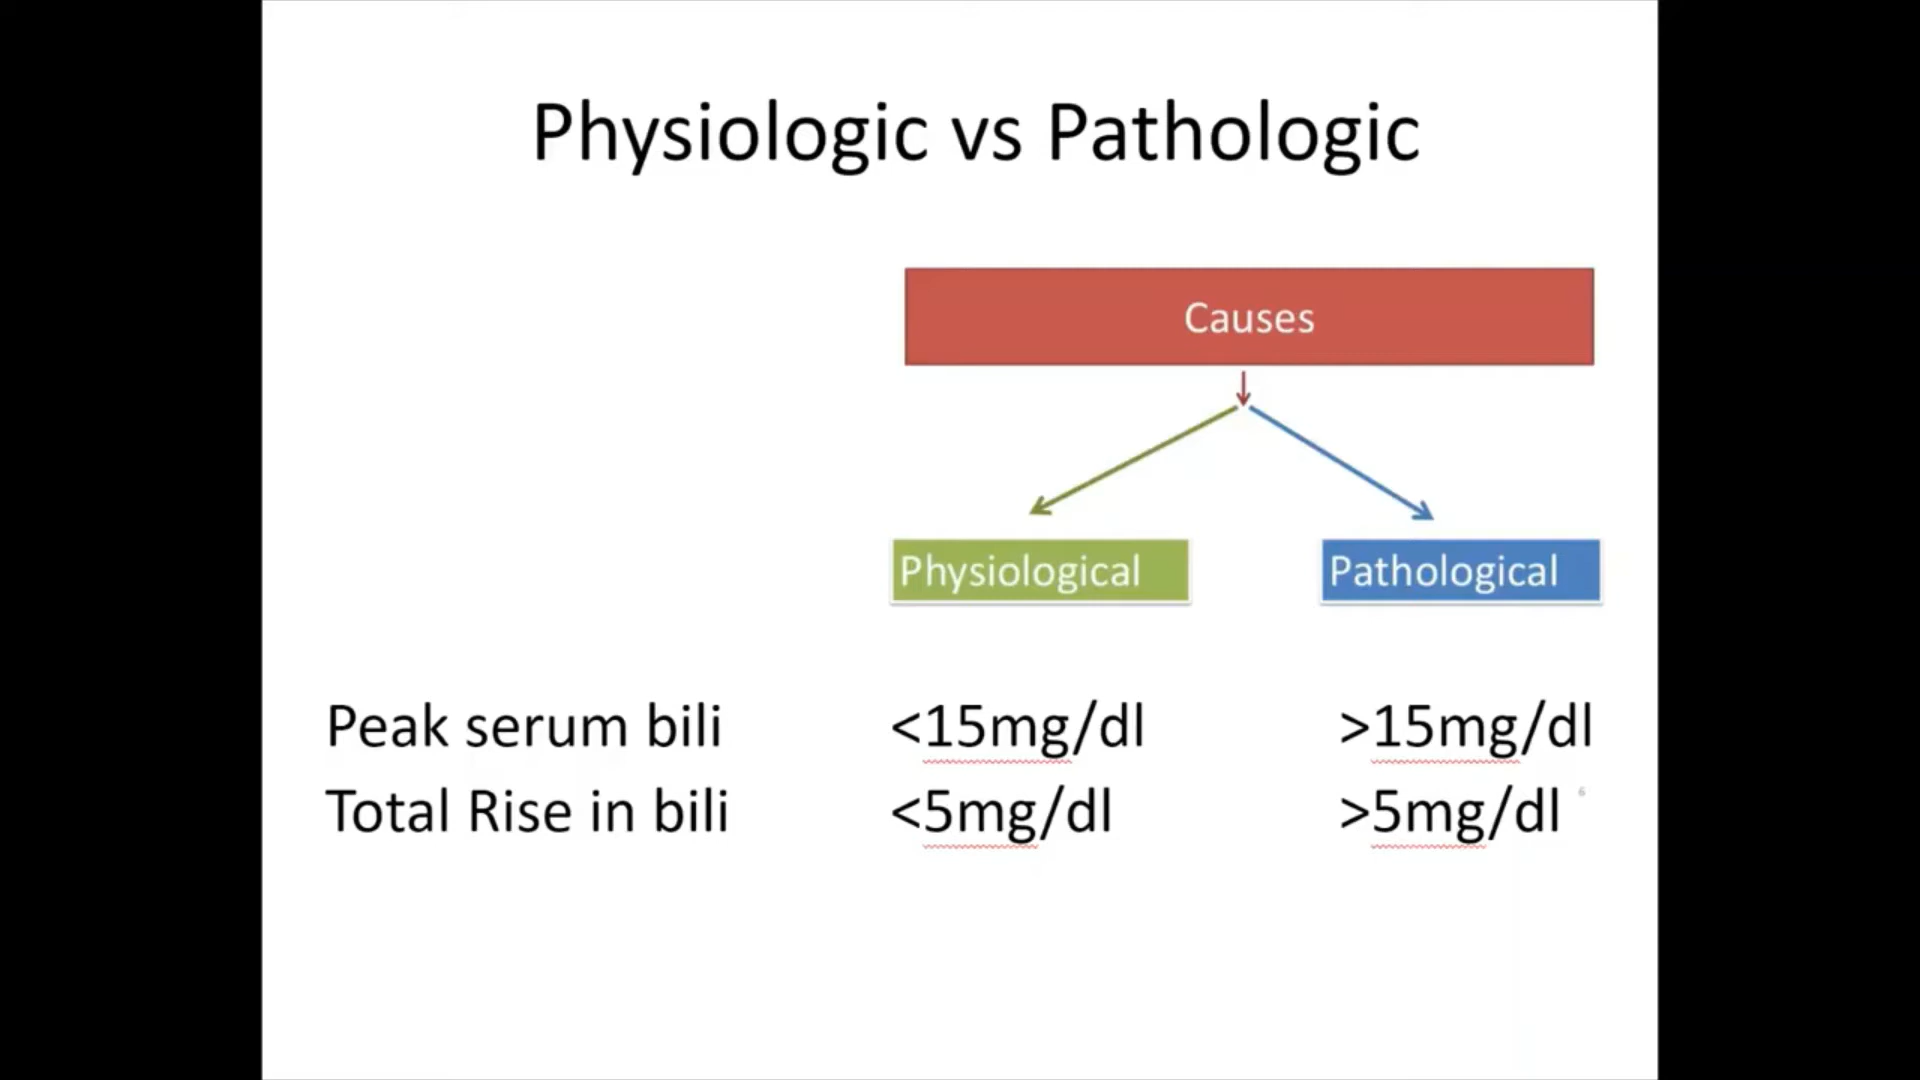 Physiologic vs Pathologic
Causes
Physiological Pathological
Peak serum bili <15mg/dl >15mg/dl
Total Rise in bili <5mg/dl >5mg/dl
6